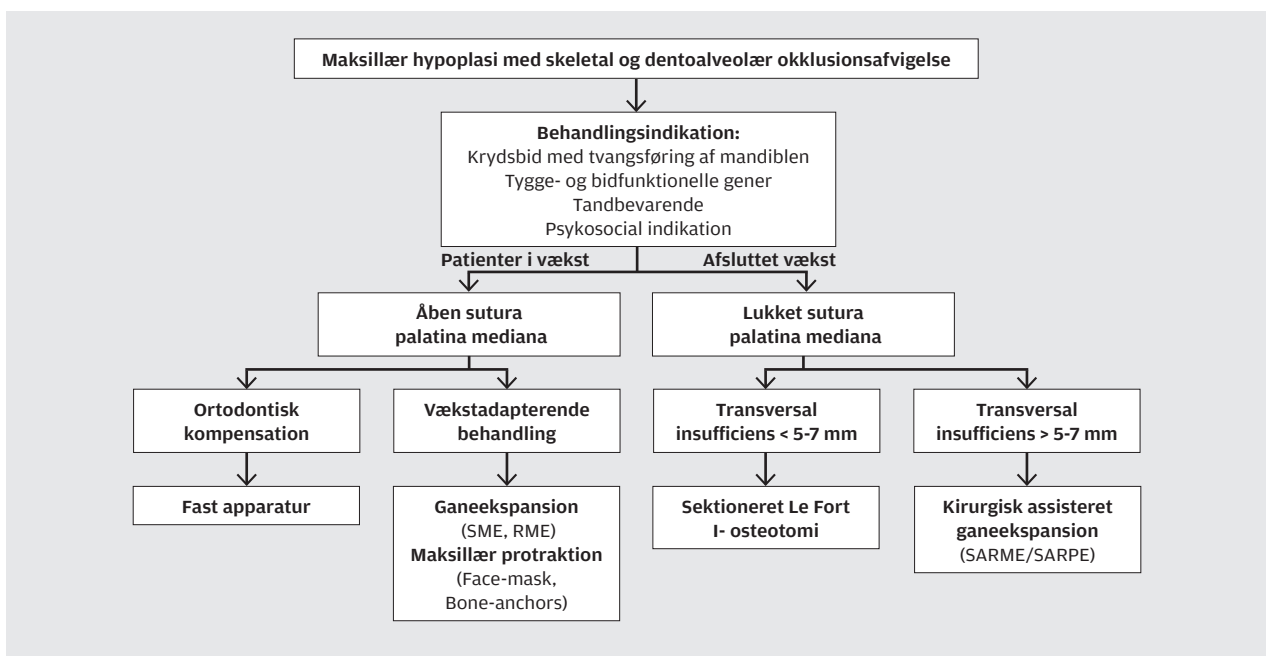 Maksillær hypoplasi med skeletal og dentoalveolær okklusionsafvigelse
Behandlingsindikation:
Krydsbid med tvangsføring af mandiblen
Tygge- og bidfunktionelle gener
Tandbevarende
Psykosocial indikation
Patienter i vækst
Afsluttet vækst
Åben sutura
palatina mediana
Lukket sutura
palatina mediana
Ortodontisk
kompensation
Vækstadapterende
behandling
Transversal
insufficiens < 5-7 mm
Transversal
insufficiens > 5-7 mm
Fast apparatur
Ganeekspansion
(SME, RME)
Maksillær protraktion
(Face-mask,
Bone-anchors)
Sektioneret Le Fort
I- osteotomi
Kirurgisk assisteret
ganeekspansion
(SARME/SARPE)